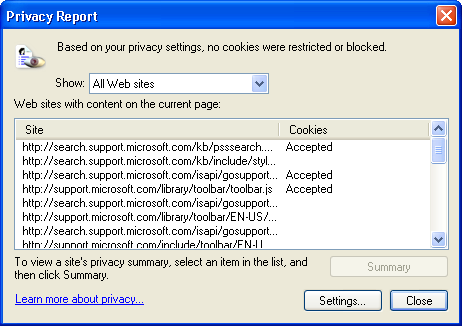 Privacy Report
Based on your privacy settings, no cookies were restricted or blocked.
Show: All Web sites
Web sites with content on the current page:
Site Cookies
http://search.support.microsoft.com/kb/psssearch.... Accepted
http://search.support.microsoft.com/kb/include/styl...
http://search.support.microsoft.com/isapi/gosupport... Accepted
http://support.microsoft.com/library/toolbar/toolbar.js Accepted
http://search.support.microsoft.com/isapi/gosupport...
http://support.microsoft.com/library/toolbar/EN-US/...
http://search.support.microsoft.com/isapi/gosupport...
http://support.microsoft.com/include/toolbar/EN-U
To view a site's privacy summary, select an item in the list, and
then click Summary.
Summary
Learn more about privacy...
Settings...
Close